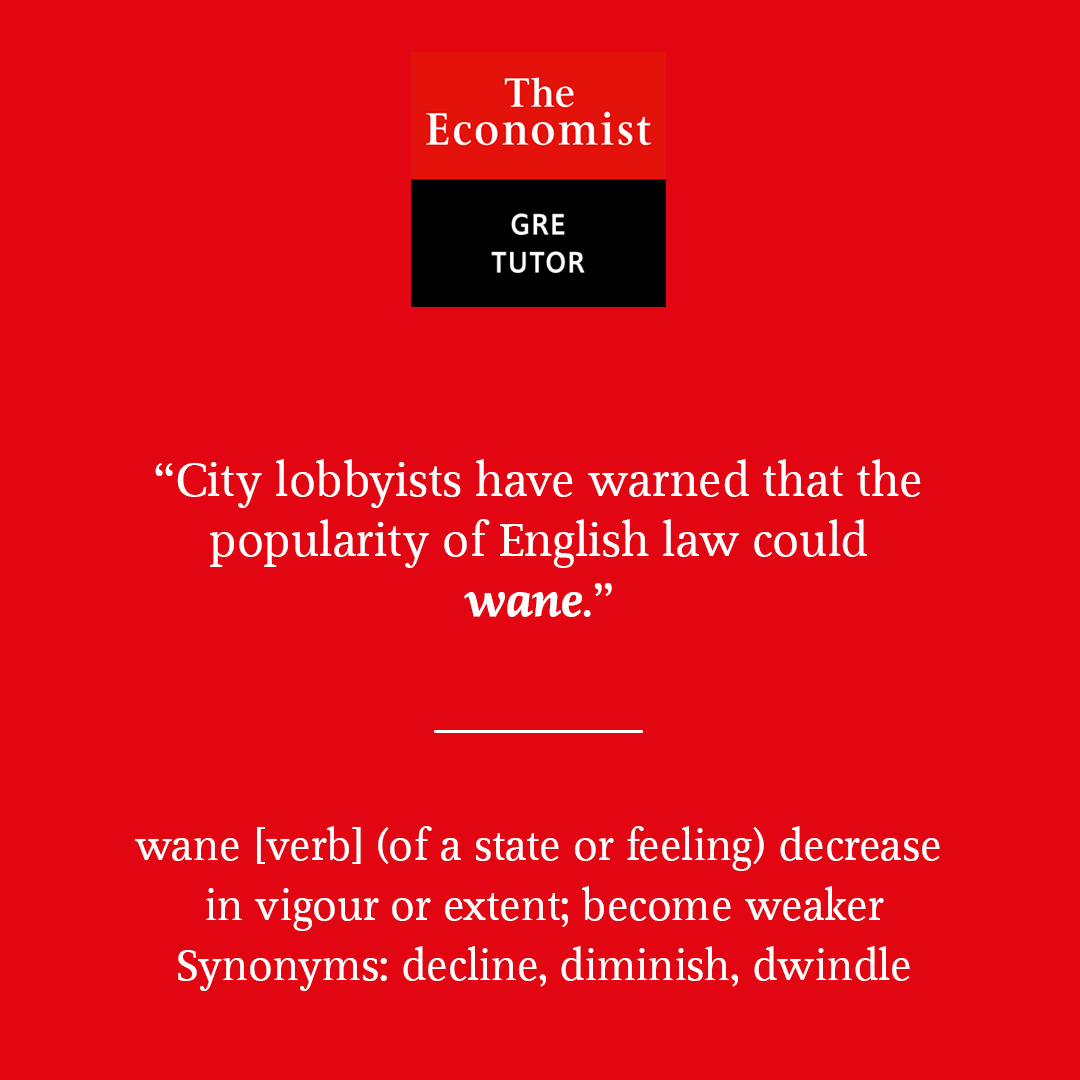 The
Economist
GRE
TUTOR
“City lobbyists have warned that the
popularity of English law could
wane.”
wane [verb] (of a state or feeling) decrease
in vigour or extent; become weaker
Synonyms: decline, diminish, dwindle